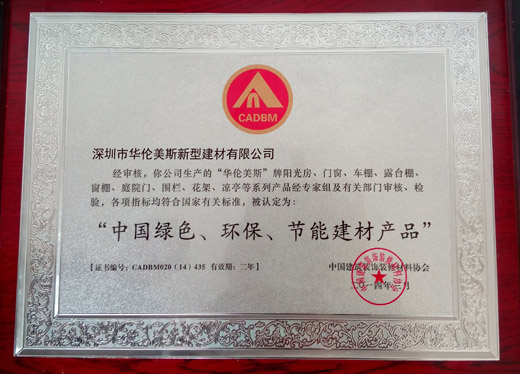 CADBM
深圳市华伦美斯新型建材有限公司
经审核，你公司生产的“华伦美斯”牌阳光房、门窗、车棚、露台棚、
窗棚、庭院门、围栏、花架、凉亭等系列产品经专家组及有关部门审核、检
验，各项指标均符合国家有关标准，被认定为：
“中国绿色、环保、节能建材产品”
【证书编号：CADBM020（14）435 有效期：二年】
中国建筑装饰装修材料协会
二〇一四年 月